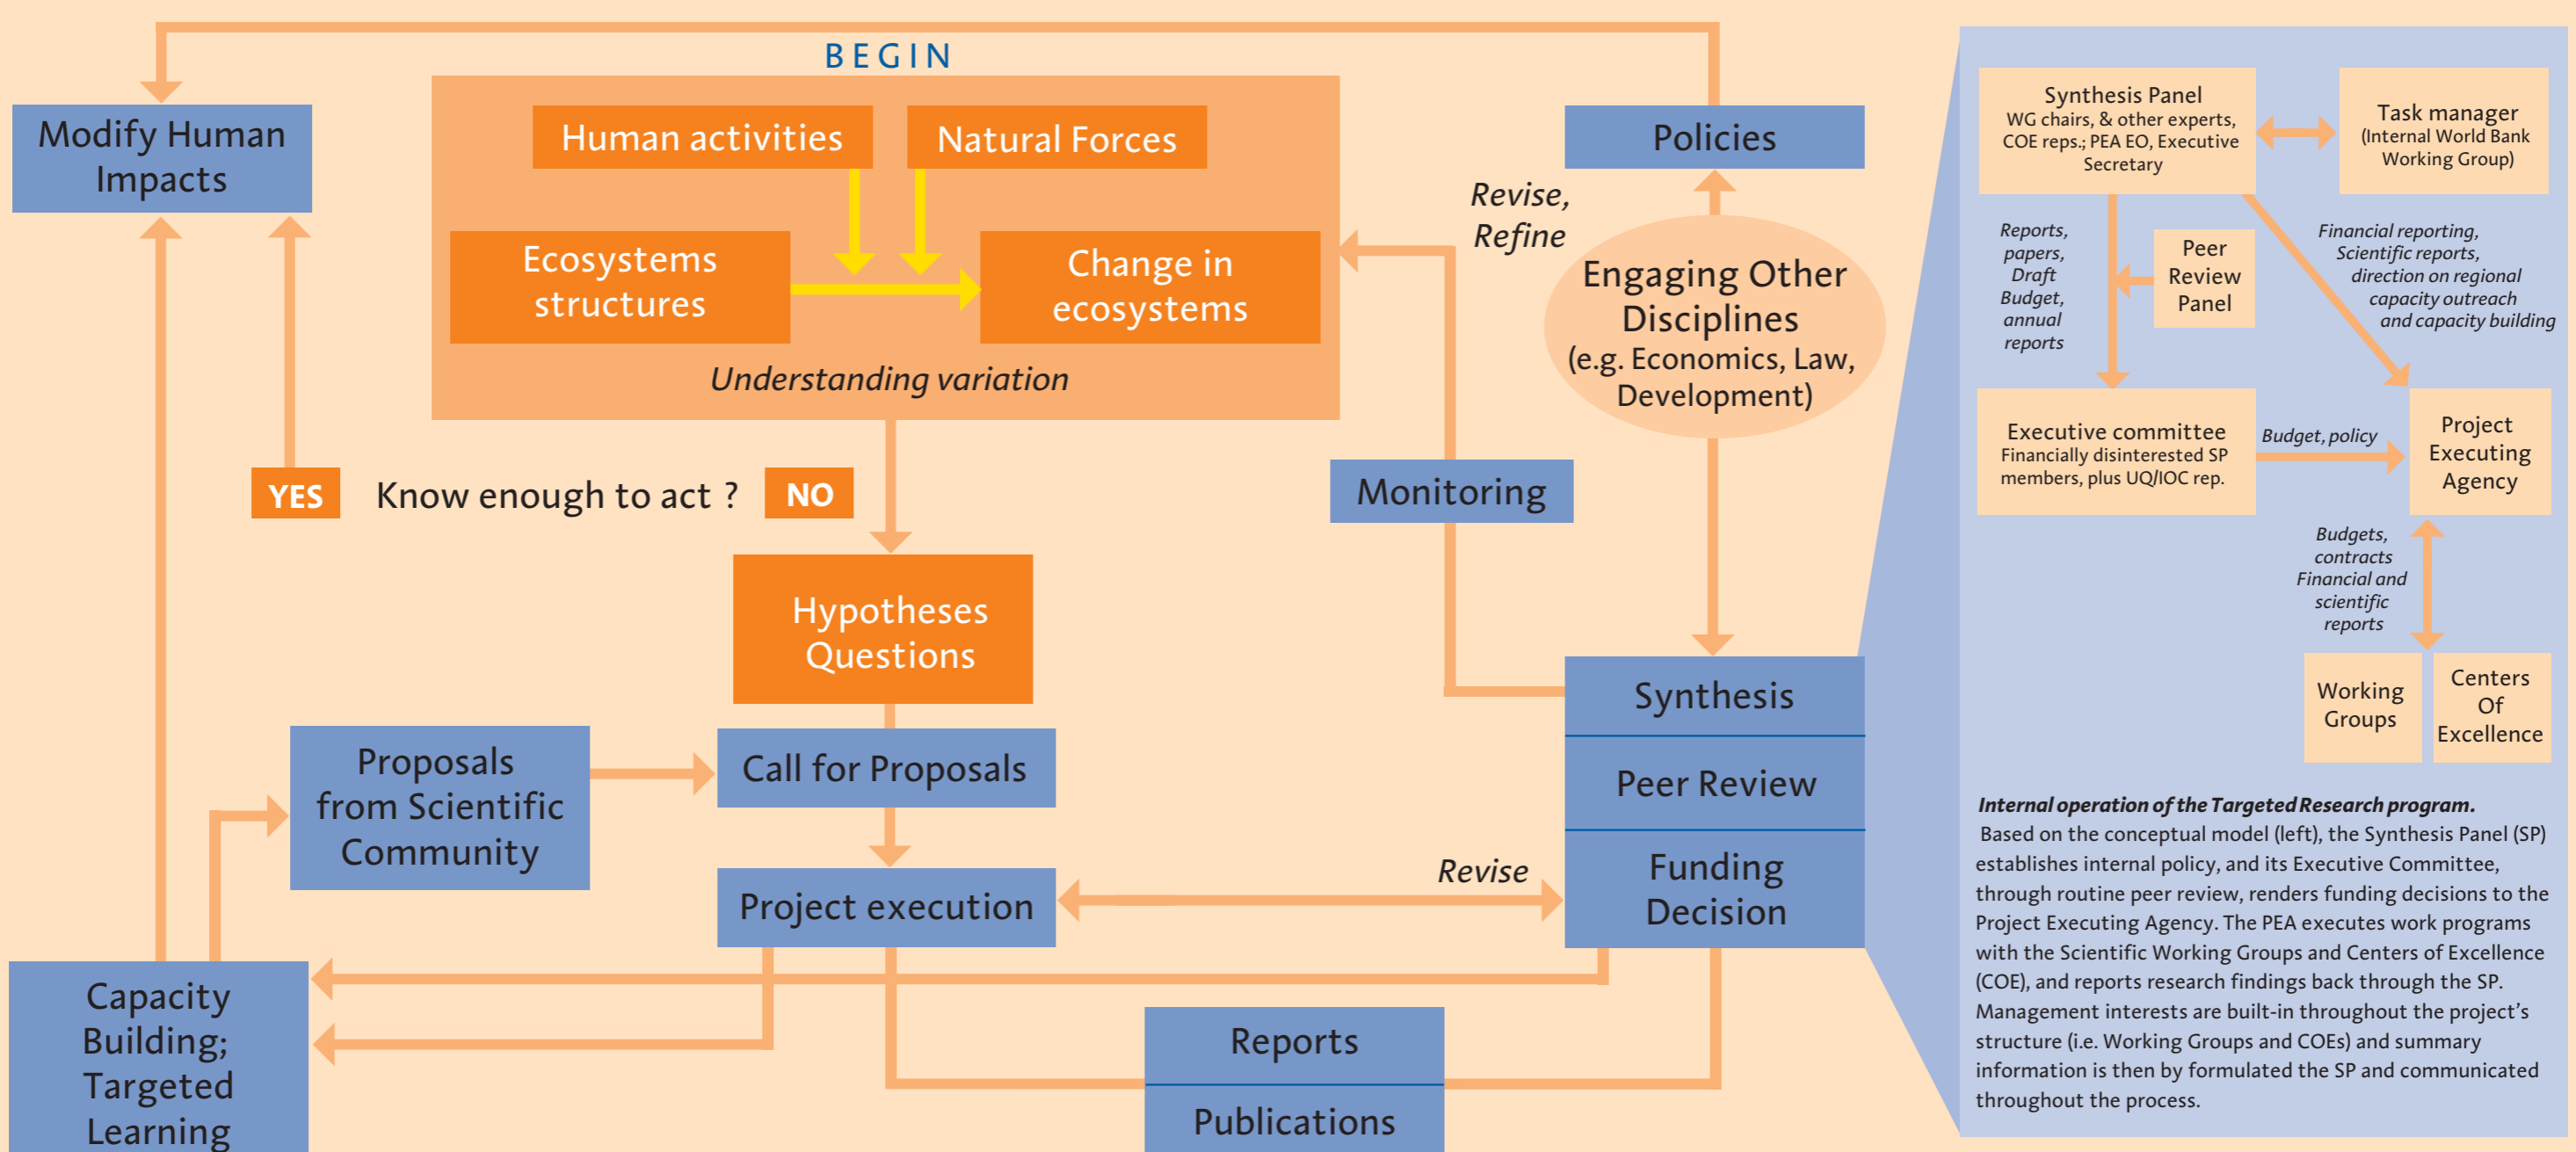 BEGIN
Modify Human
Impacts
Human activities
Natural Forces
Ecosystems
structures
Change in
ecosystems
Understanding variation
YES
Know enough to act ?
NO
Hypotheses
Questions
Proposals
from Scientific
Community
Call for Proposals
Project execution
Capacity
Building;
Targeted
Learning
Policies
Revise,
Refine
Engaging Other
Disciplines
(e.g. Economics, Law,
Development)
Monitoring
Synthesis
Peer Review
Funding
Decision
Revise
Reports
Publications
Synthesis Panel
WG chairs, & other experts,
COE reps.; PEA EO, Executive
Secretary
Task manager
(Internal World Bank
Working Group)
Reports,
papers,
Draft
Budget,
annual
reports
Peer
Review
Panel
Financial reporting,
Scientific reports,
direction on regional
capacity outreach
and capacity building
Executive committee
Financially disinterested SP
members, plus UQ/IOC rep.
Budget, policy
Project
Executing
Agency
Budgets,
contracts
Financial and
scientific
reports
Working
Groups
Centers
Of
Excellence
Internal operation of the Targeted Research program.
Based on the conceptual model (left), the Synthesis Panel (SP)
establishes internal policy, and its Executive Committee,
through routine peer review, renders funding decisions to the
Project Executing Agency. The PEA executes work programs
with the Scientific Working Groups and Centers of Excellence
(COE), and reports research findings back through the SP.
Management interests are built-in throughout the project's
structure (i.e. Working Groups and COEs) and summary
information is then by formulated the SP and communicated
throughout the process.